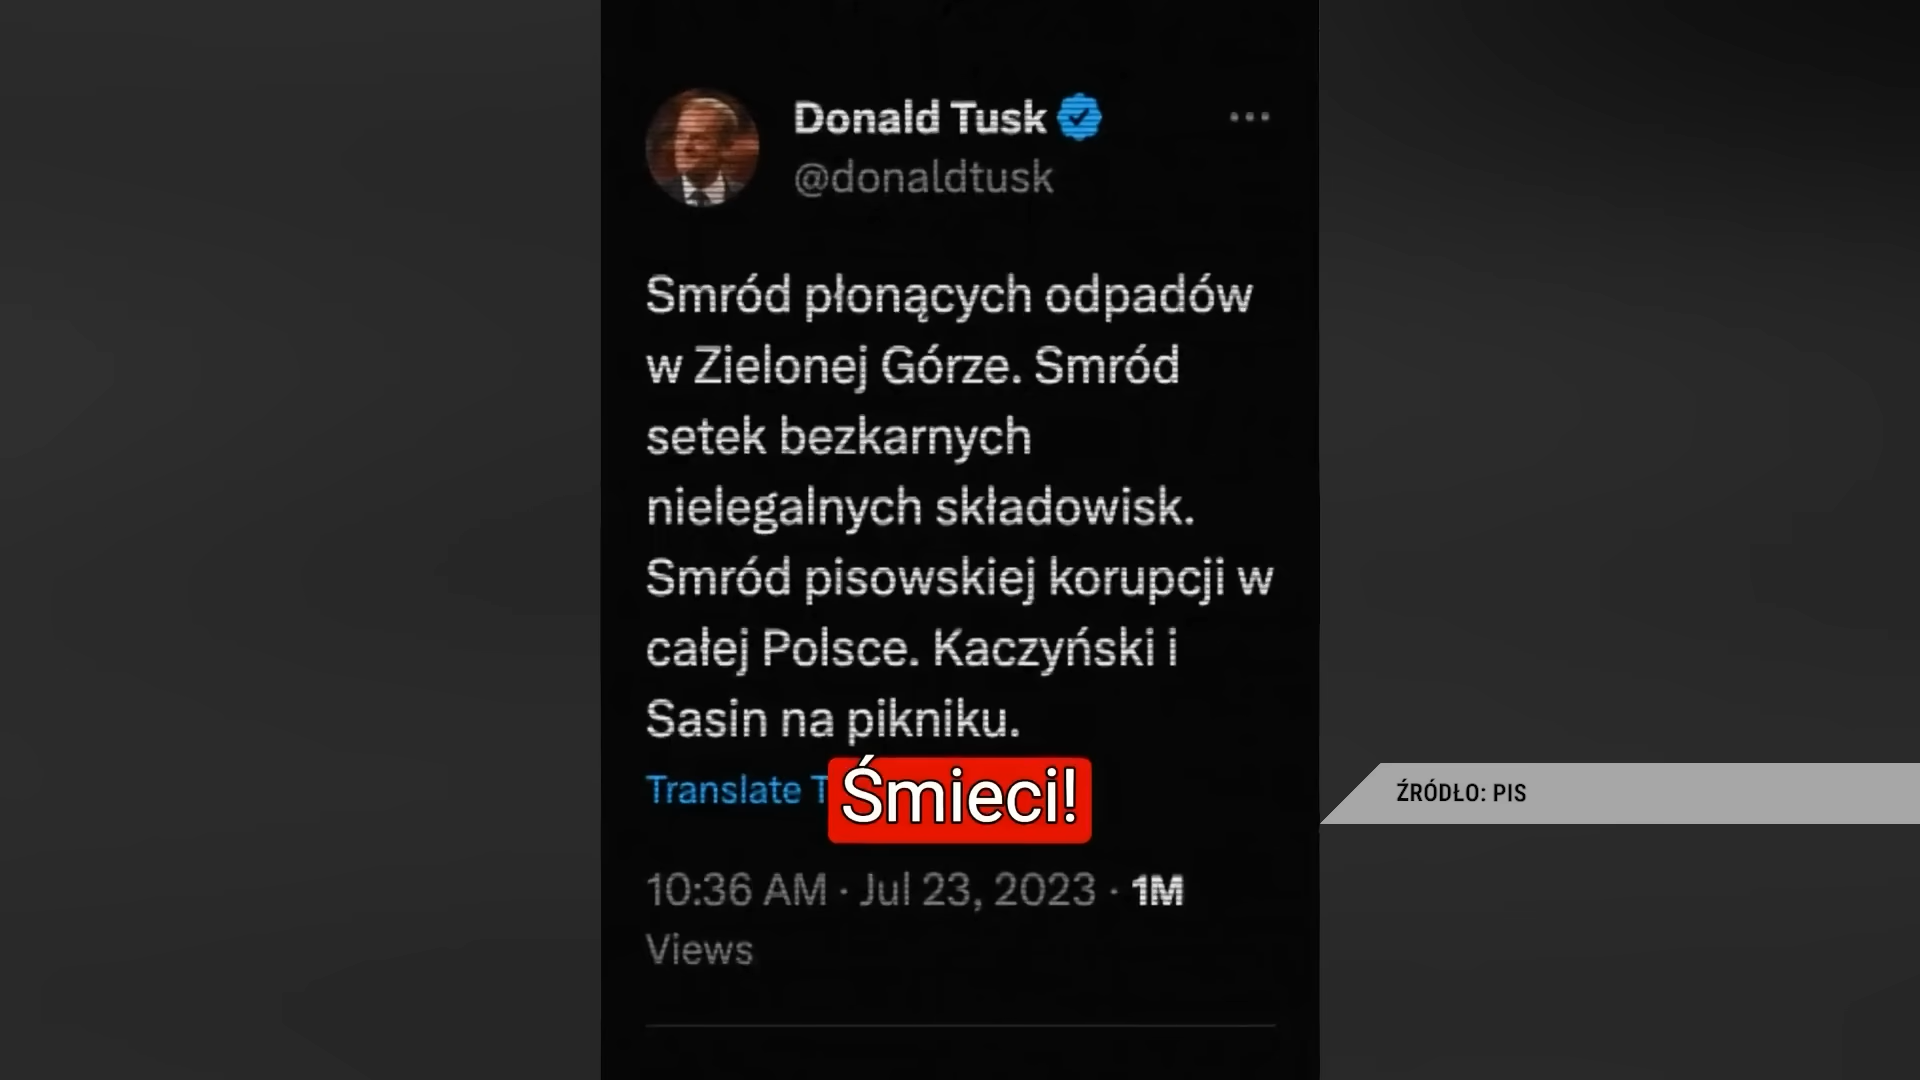 Donald Tusk
@donaldtusk
Smród płonących odpadów
w Zielonej Górze. Smród
setek bezkarnych
nielegalnych składowisk.
Smród pisowskiej korupcji w
całej Polsce. Kaczyński i
Sasin na pikniku.
Translate
Śmieci!
10:36 AM · Jul 23, 2023 · 1M
Views
ŹRÓDŁO: PIS